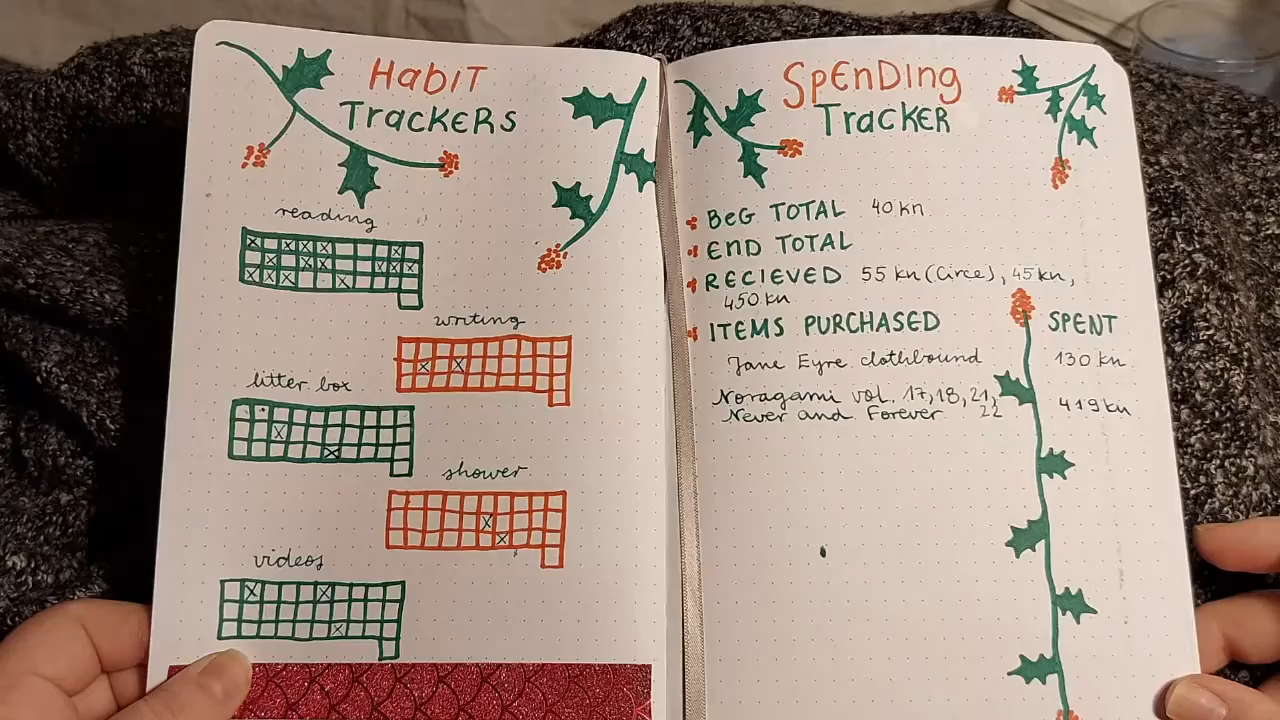 HabiT
TrackERS
reading
writing
litter box
shower
videos
SpEnDIng
TracKER
BeG TOTAL 40 kn
END TOTAL
RECIEVED 55 kn (Circe), 45 kn,
450 kn
ITEMS PURCHASED SPENT
Jane Eyre clothbound 130 kn
Noragami vol. 17, 18, 21, 22 419 kn
Never and Forever